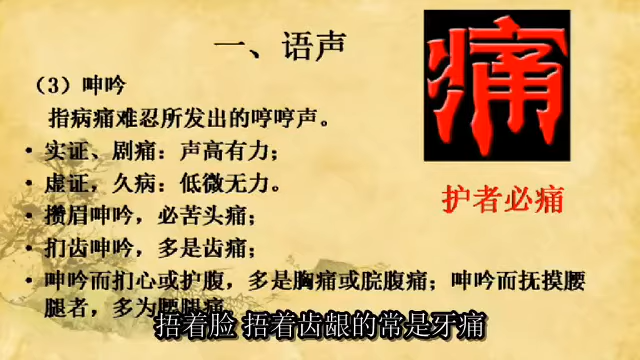 一、语声
痛
护者必痛
（3）呻吟
指病痛难忍所发出的哼哼声。
• 实证、剧痛：声高有力；
• 虚证，久病：低微无力。
• 攒眉呻吟，必苦头痛；
• 扪齿呻吟，多是齿痛；
• 呻吟而扪心或护腹，多是胸痛或脘腹痛；呻吟而抚摸腰
腿者，多为腰腿痛
捂着脸 捂着齿龈的常是牙痛